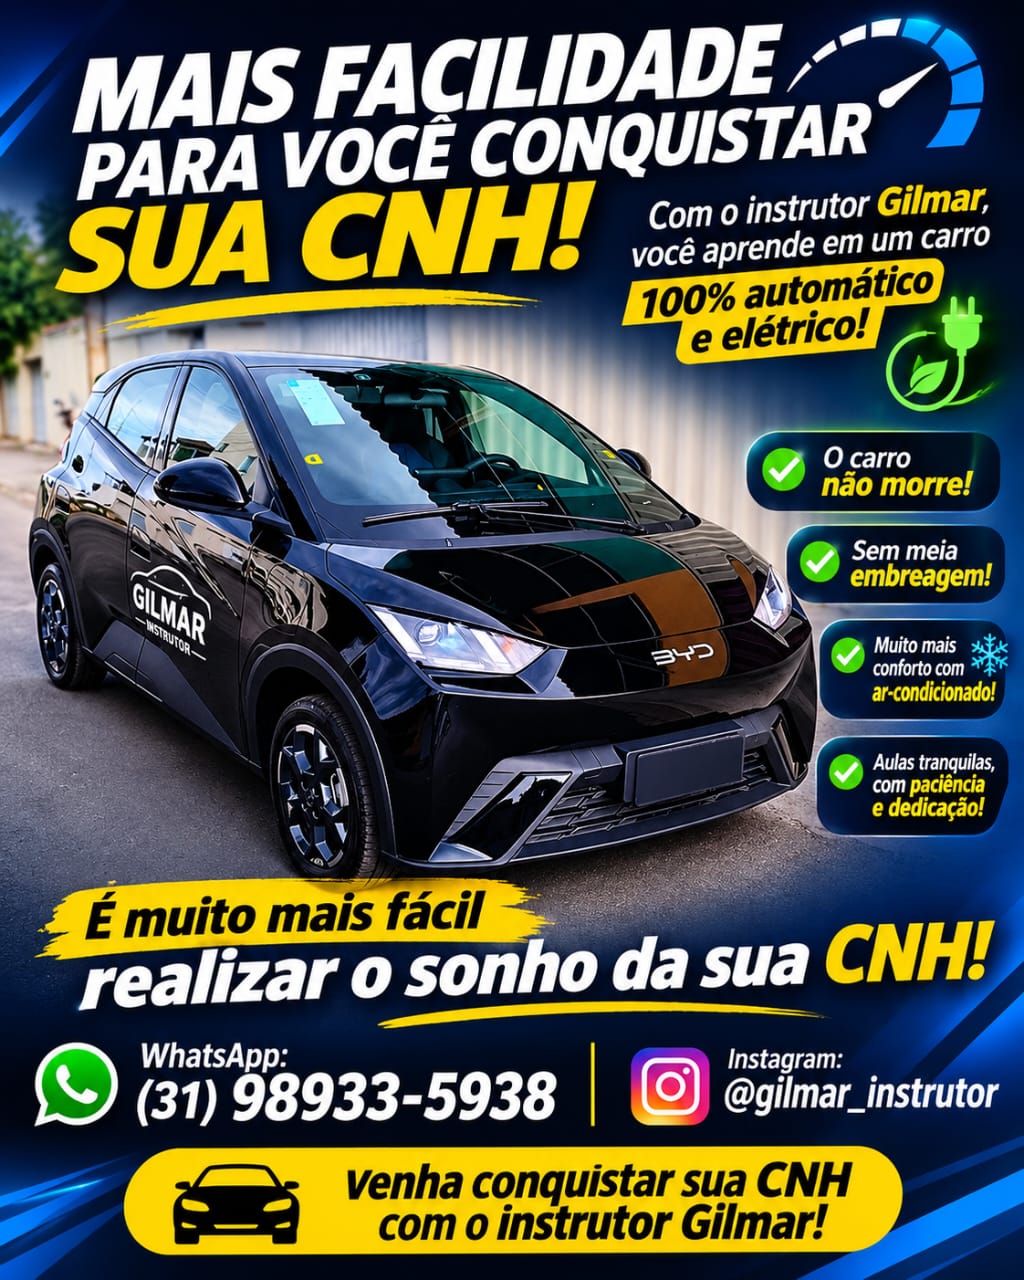 MAIS FACILIDADE
PARA VOCÊ CONQUISTAR
SUA CNH!
Com o instrutor Gilmar,
você aprende em um carro
100% automático
e elétrico!
O carro
não morre!
Sem meia
embreagem!
Muito mais
conforto com
ar-condicionado!
Aulas tranquilas,
com paciência
e dedicação!
GILMAR
INSTRUTOR
BYD
É muito mais fácil
realizar o sonho da sua CNH!
WhatsApp:
(31) 98933-5938
Instagram:
@gilmar_instrutor
Venha conquistar sua CNH
com o instrutor Gilmar!